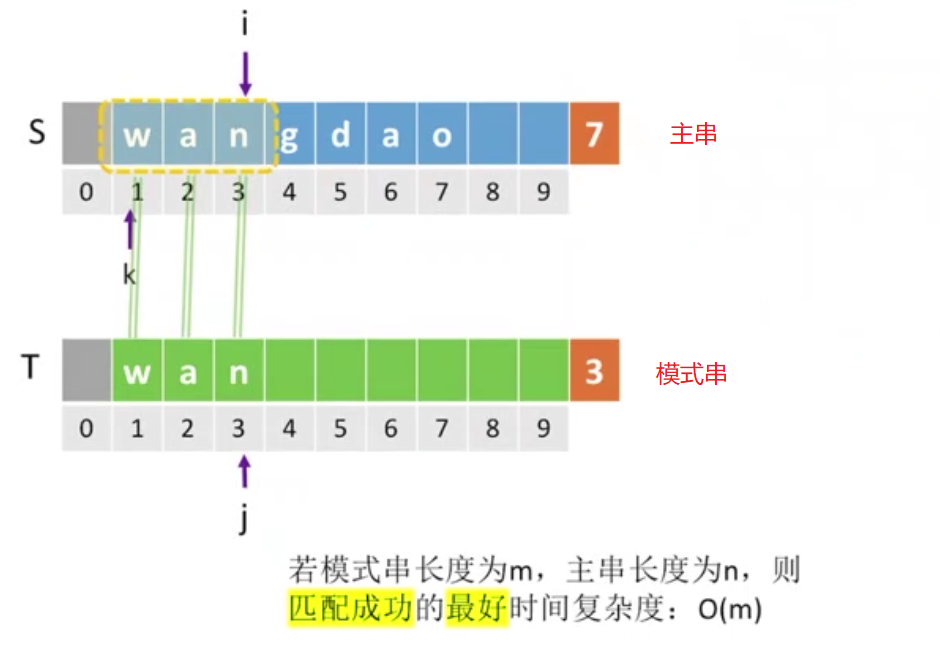 i
S w a n g d a o 7 主串
0 1 2 3 4 5 6 7 8 9
k
T w a n 3 模式串
0 1 2 3 4 5 6 7 8 9
j
若模式串长度为m，主串长度为n，则
匹配成功的最好时间复杂度：O(m)